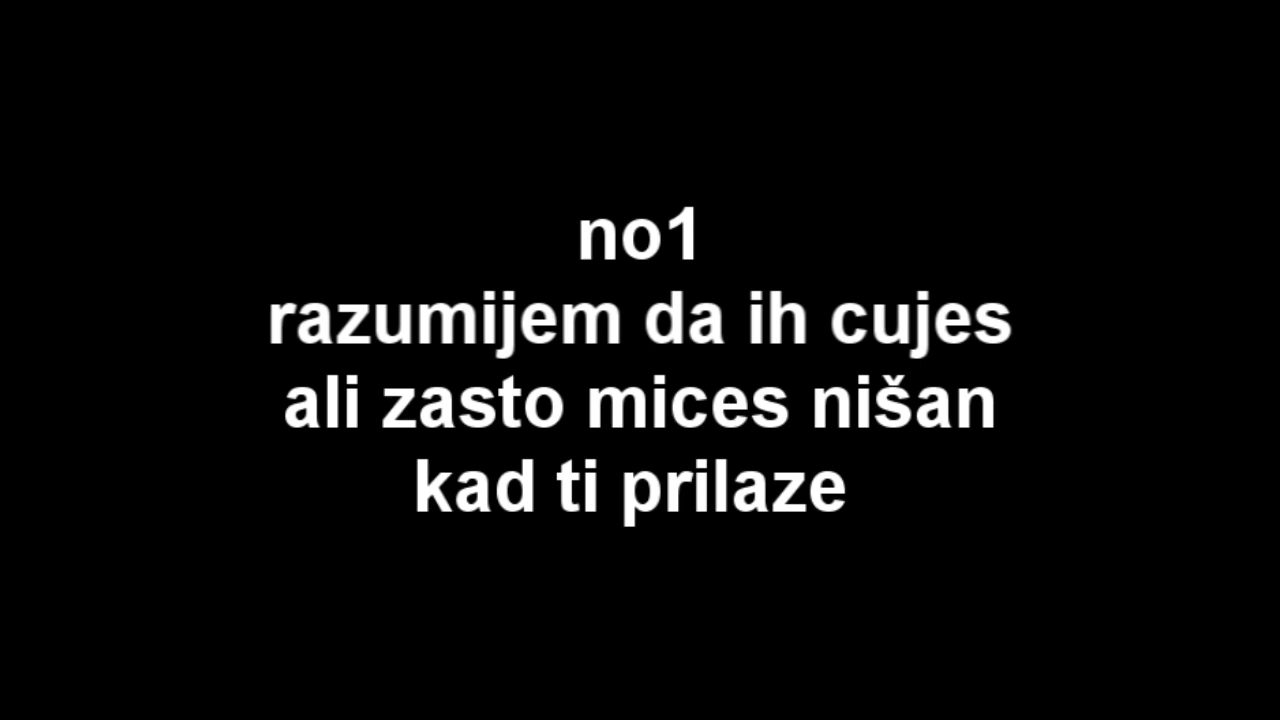 no1
razumijem da ih cujes
ali zasto mices nišan
kad ti prilaze